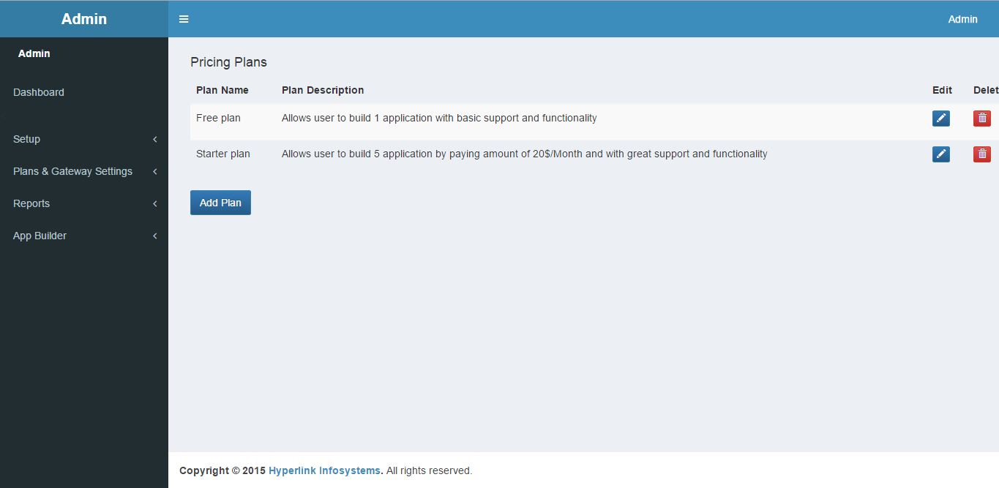 Admin
Admin
Admin
Dashboard
Setup
Plans & Gateway Settings
Reports
App Builder
Pricing Plans
Plan Name Plan Description Edit Delet
Free plan Allows user to build 1 application with basic support and functionality
Starter plan Allows user to build 5 application by paying amount of 20$/Month and with great support and functionality
Add Plan
Copyright © 2015 Hyperlink Infosystems. All rights reserved.